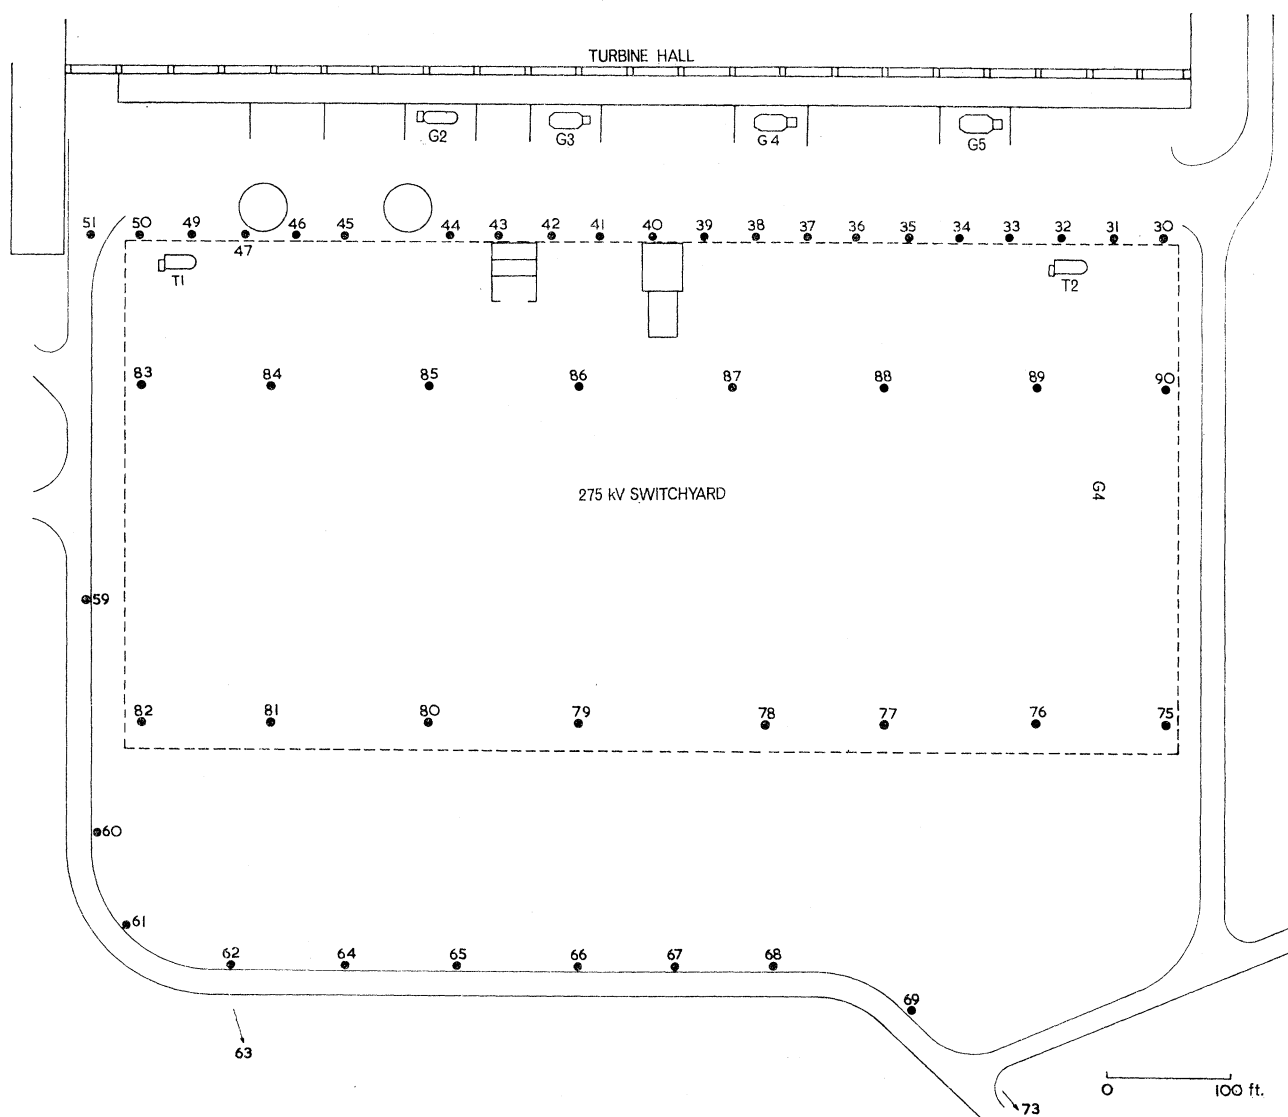 TURBINE HALL
G2
G3
G4
G5
51 50 49 46 45 44 43 42 41 40 39 38 37 36 35 34 33 32 31 30
47
T1
T2
83 84 85 86 87 88 89 90
275 kV SWITCHYARD
G4
59
82 81 80 79 78 77 76 75
60
61
62 64 65 66 67 68
69
63
0 100 ft.
73